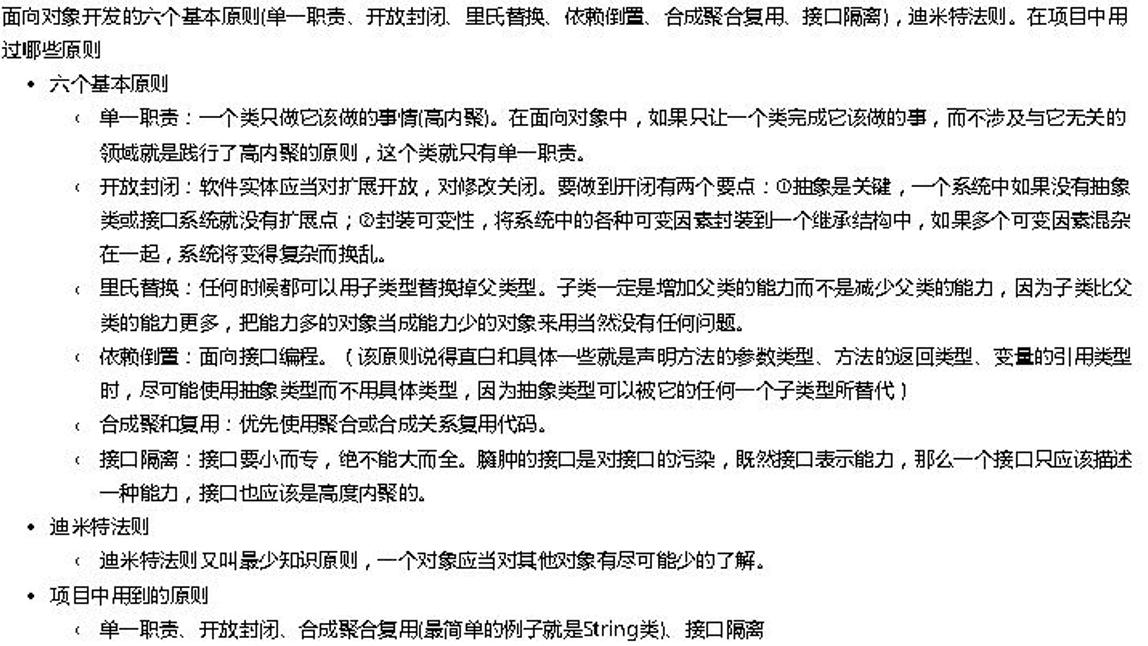 面向对象开发的六个基本原则(单一职责、开放封闭、里氏替换、依赖倒置、合成聚合复用、接口隔离)，迪米特法则。在项目中用
过哪些原则
• 六个基本原则
‹ 单一职责：一个类只做它该做的事情(高内聚)。在面向对象中，如果只让一个类完成它该做的事，而不涉及与它无关的
领域就是践行了高内聚的原则，这个类就只有单一职责。
‹ 开放封闭：软件实体应当对扩展开放，对修改关闭。要做到开闭有两个要点：①抽象是关键，一个系统中如果没有抽象
类或接口系统就没有扩展点；②封装可变性，将系统中的各种可变因素封装到一个继承结构中，如果多个可变因素混杂
在一起，系统将变得复杂而换乱。
‹ 里氏替换：任何时候都可以用子类型替换掉父类型。子类一定是增加父类的能力而不是减少父类的能力，因为子类比父
类的能力更多，把能力多的对象当成能力少的对象来用当然没有任何问题。
‹ 依赖倒置：面向接口编程。（该原则说得直白和具体一些就是声明方法的参数类型、方法的返回类型、变量的引用类型
时，尽可能使用抽象类型而不用具体类型，因为抽象类型可以被它的任何一个子类型所替代）
‹ 合成聚和复用：优先使用聚合或合成关系复用代码。
‹ 接口隔离：接口要小而专，绝不能大而全。臃肿的接口是对接口的污染，既然接口表示能力，那么一个接口只应该描述
一种能力，接口也应该是高度内聚的。
• 迪米特法则
‹ 迪米特法则又叫最少知识原则，一个对象应当对其他对象有尽可能少的了解。
• 项目中用到的原则
‹ 单一职责、开放封闭、合成聚合复用(最简单的例子就是String类)、接口隔离